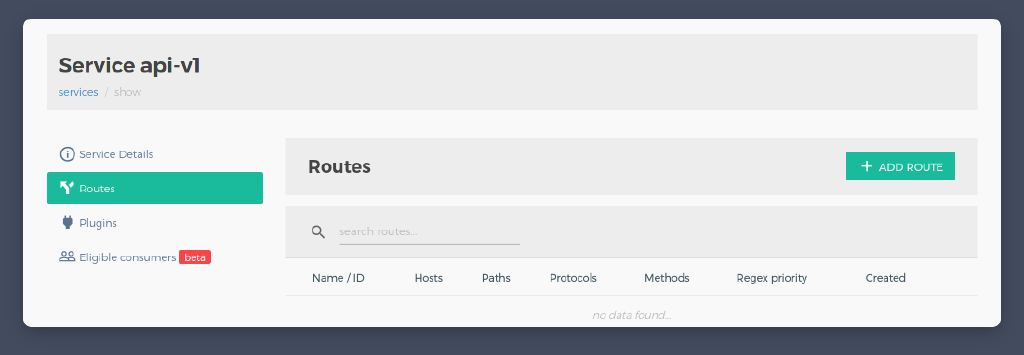 Service api-v1
services / show
Service Details
Routes
Plugins
Eligible consumers beta
Routes
ADD ROUTE
search routes...
Name / ID Hosts Paths Protocols Methods Regex priority Created
no data found...